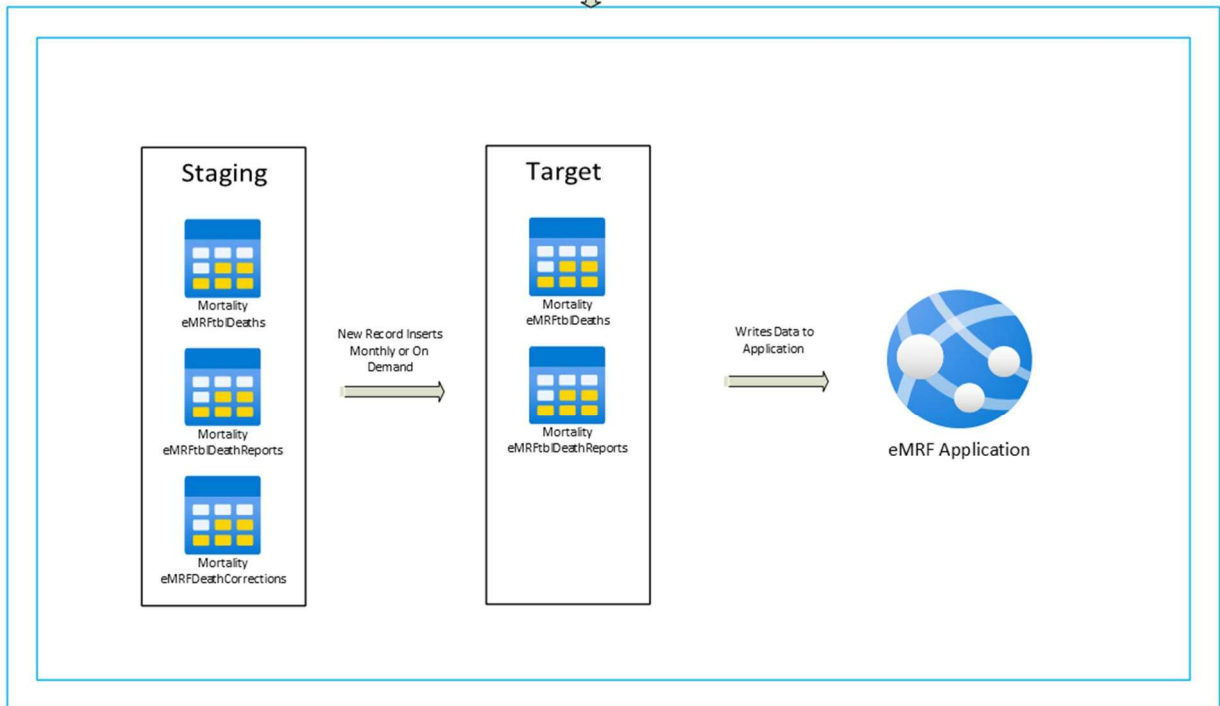 Staging
Mortality
eMRFtblDeaths
Mortality
eMRFtblDeathReports
Mortality
eMRFDeathCorrections
New Record Inserts
Monthly or On
Demand
Target
Mortality
eMRFtblDeaths
Mortality
eMRFtblDeathReports
Writes Data to
Application
eMRF Application